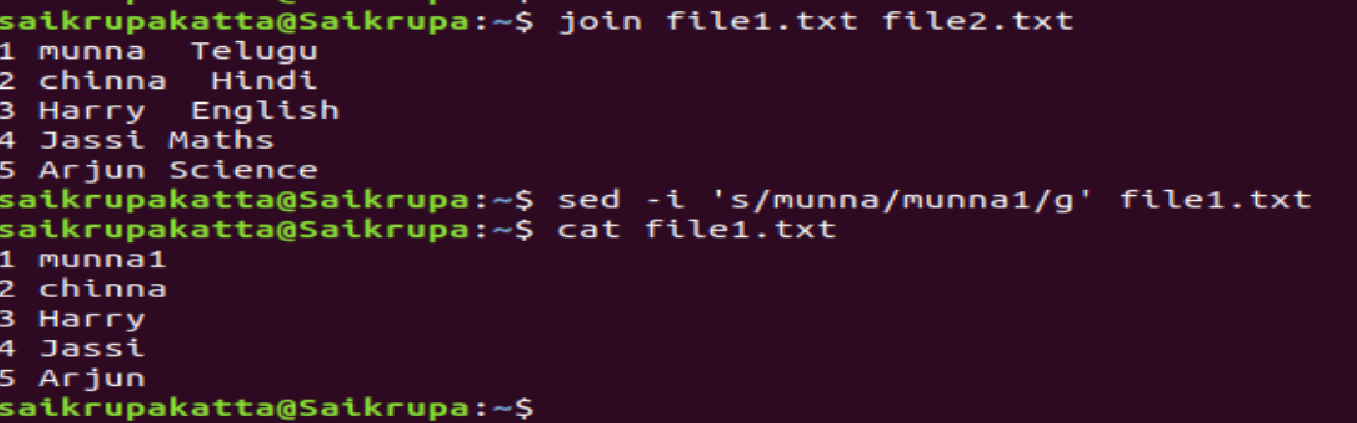 saikrupakatta@Saikrupa:~$ join file1.txt file2.txt
1 munna  Telugu
2 chinna  Hindi
3 Harry  English
4 Jassi Maths
5 Arjun Science
saikrupakatta@Saikrupa:~$ sed -i 's/munna/munna1/g' file1.txt
saikrupakatta@Saikrupa:~$ cat file1.txt
1 munna1
2 chinna
3 Harry
4 Jassi
5 Arjun
saikrupakatta@Saikrupa:~$